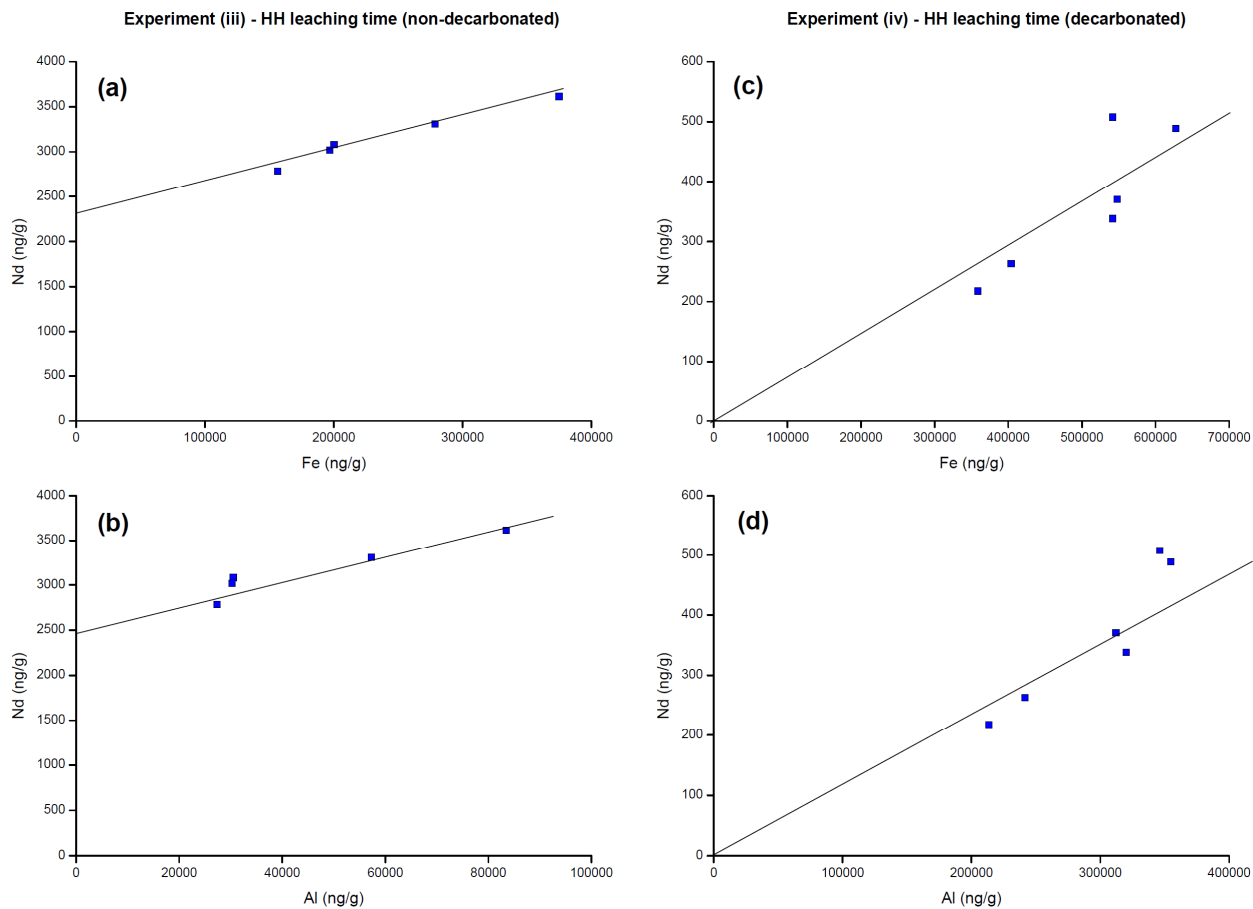 Experiment (iii) - HH leaching time (non-decarbonated)
(a)
4000
3500
3000
2500
2000
1500
1000
500
0
Nd (ng/g)
0 100000 200000 300000 400000
Fe (ng/g)
(b)
4000
3500
3000
2500
2000
1500
1000
500
0
Nd (ng/g)
0 20000 40000 60000 80000 100000
Al (ng/g)
Experiment (iv) - HH leaching time (decarbonated)
(c)
600
500
400
300
200
100
0
Nd (ng/g)
0 100000 200000 300000 400000 500000 600000 700000
Fe (ng/g)
(d)
600
500
400
300
200
100
0
Nd (ng/g)
0 100000 200000 300000 400000
Al (ng/g)